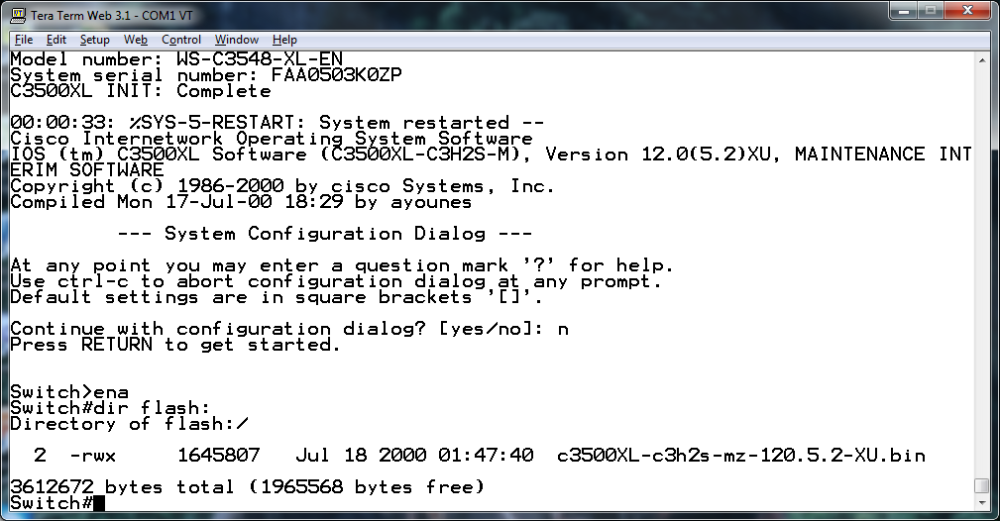 Tera Term Web 3.1 - COM1 VT
File Edit Setup Web Control Window Help
Model number: WS-C3548-XL-EN
System serial number: FAA0503K0ZP
C3500XL INIT: Complete
00:00:33: %SYS-5-RESTART: System restarted --
Cisco Internetwork Operating System Software
IOS (tm) C3500XL Software (C3500XL-C3H2S-M), Version 12.0(5.2)XU, MAINTENANCE INT
ERIM SOFTWARE
Copyright (c) 1986-2000 by cisco Systems, Inc.
Compiled Mon 17-Jul-00 18:29 by ayounes
--- System Configuration Dialog ---
At any point you may enter a question mark '?' for help.
Use ctrl-c to abort configuration dialog at any prompt.
Default settings are in square brackets '[]'.
Continue with configuration dialog? [yes/no]: n
Press RETURN to get started.
Switch>ena
Switch#dir flash:
Directory of flash:/
2 -rwx 1645807 Jul 18 2000 01:47:40 c3500XL-c3h2s-mz-120.5.2-XU.bin
3612672 bytes total (1965568 bytes free)
Switch#